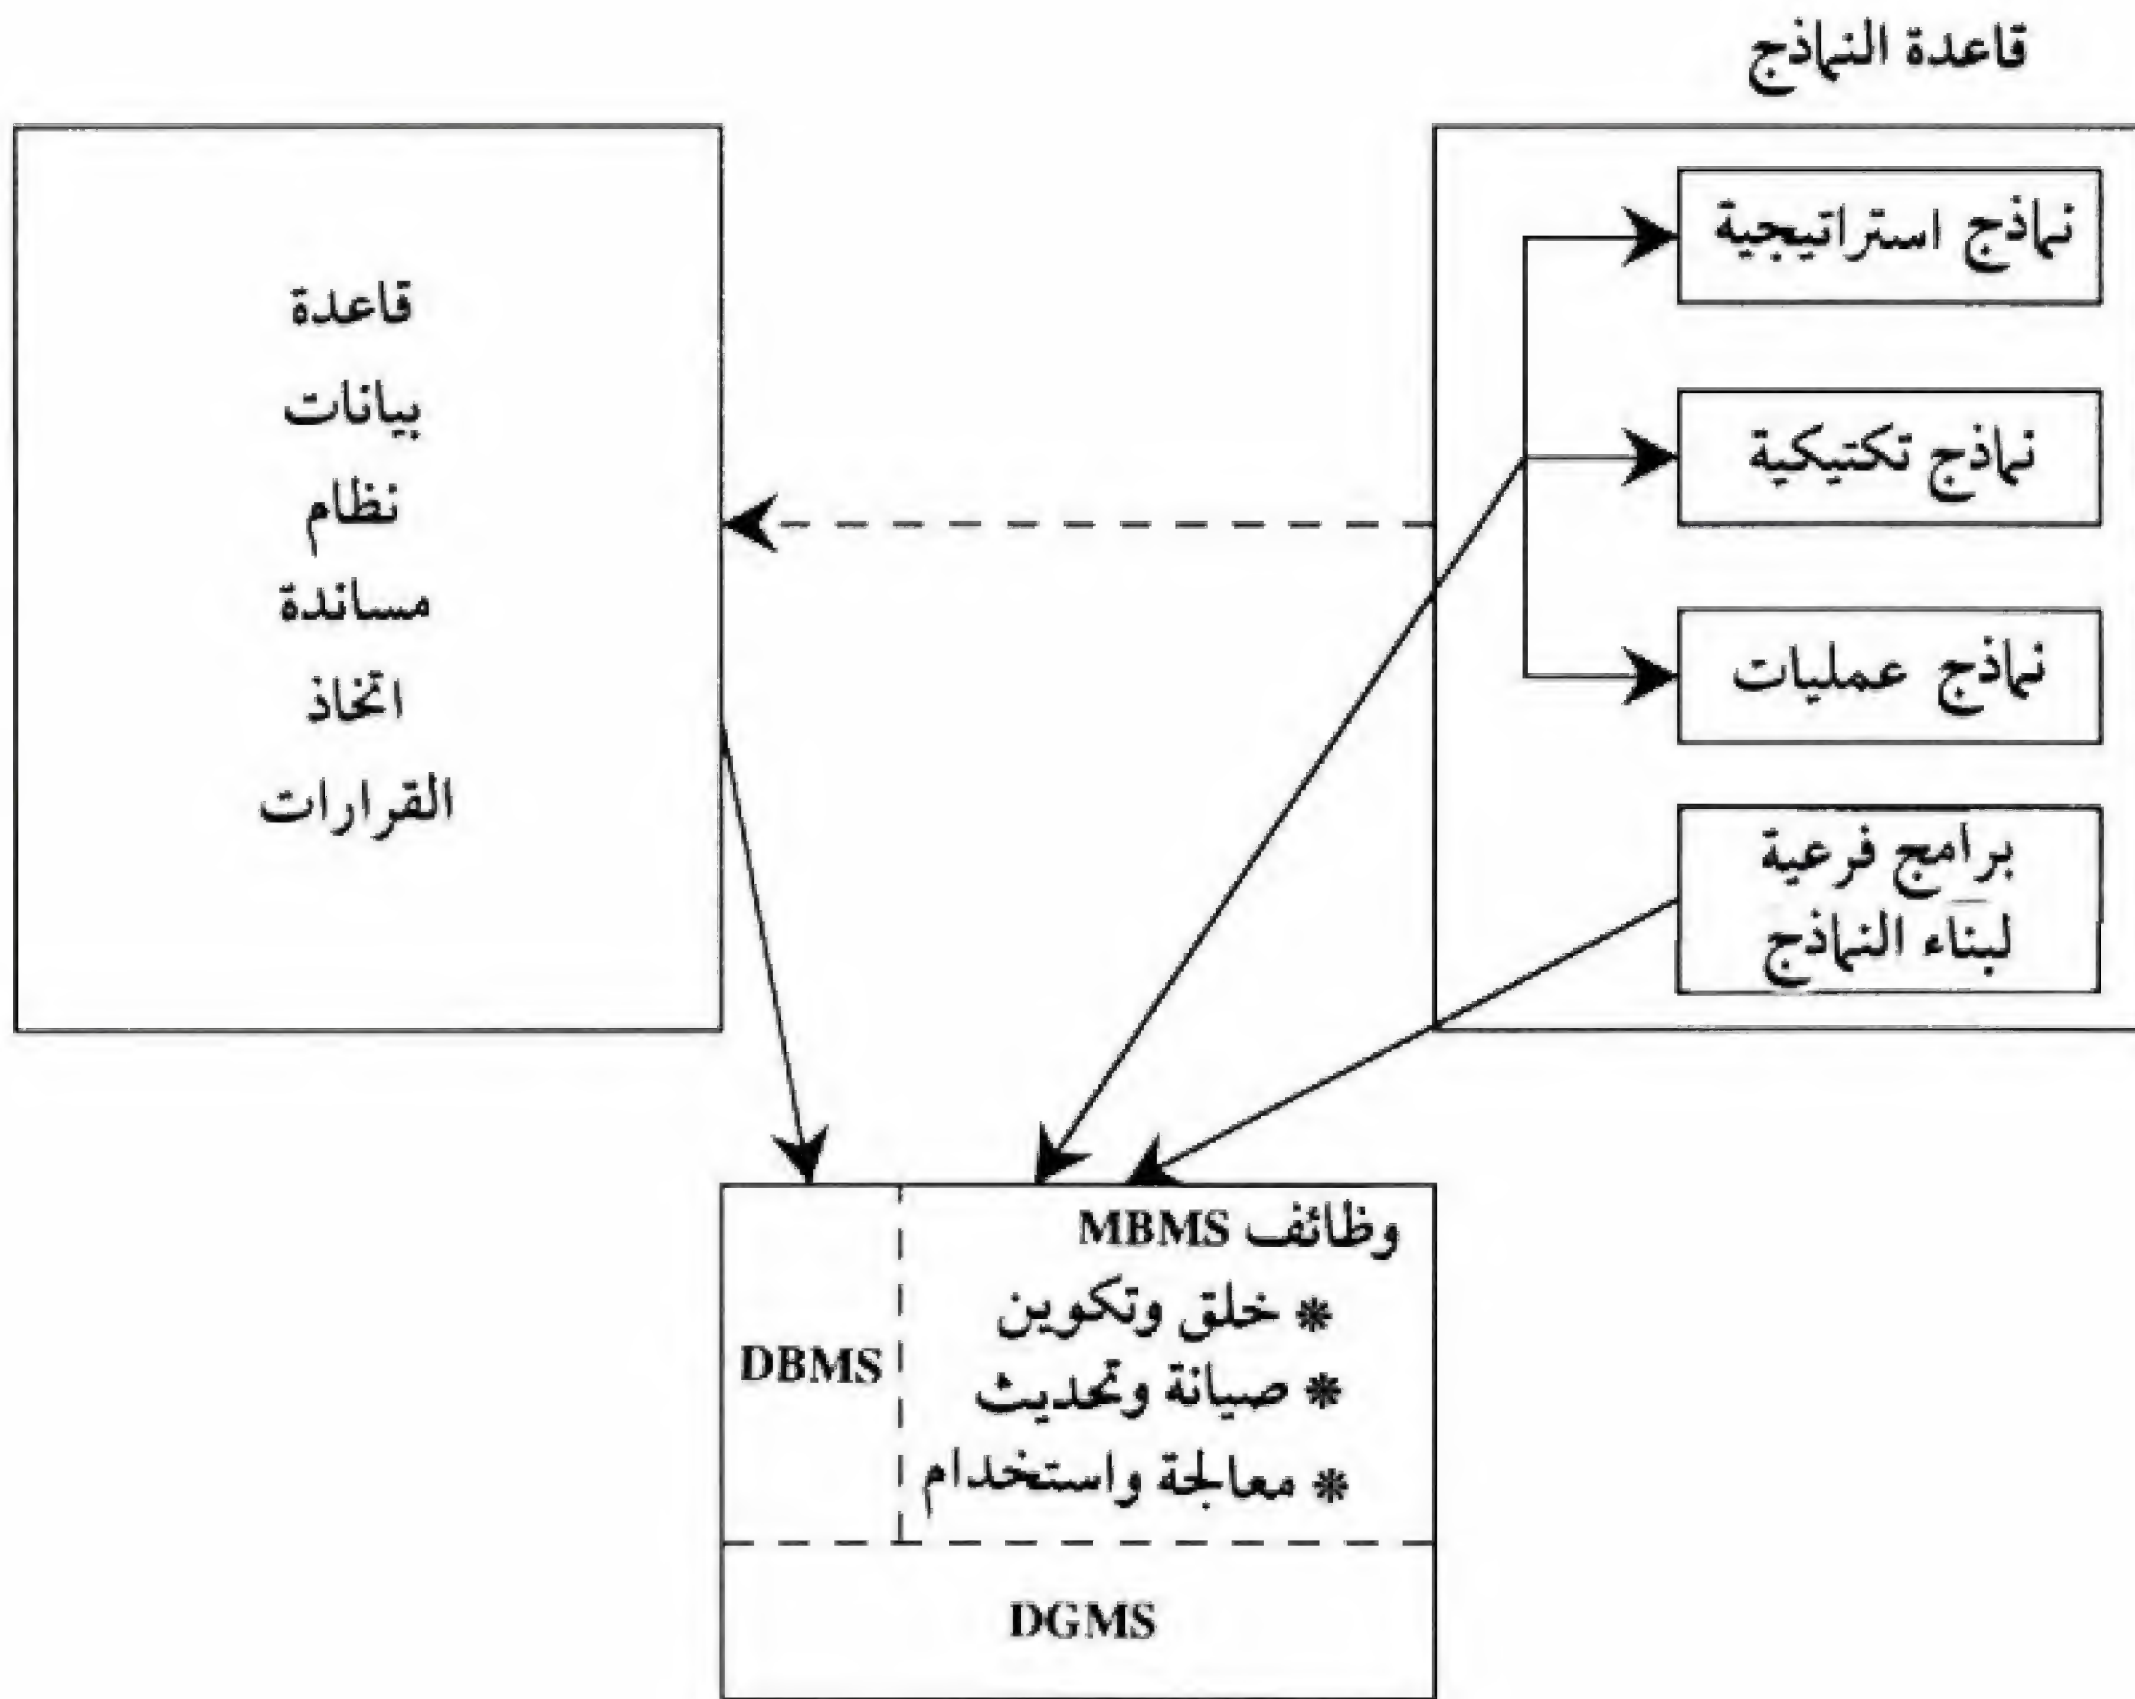 قاعدة النماذج
نماذج استراتيجية
نماذج تكتيكية
نماذج عمليات
برامج فرعية
لبناء النماذج
قاعدة
بيانات
نظام
مساندة
اتخاذ
القرارات
وظائف MBMS
* خلق وتكوين
* صيانة وتحديث
* معالجة واستخدام
DBMS
DGMS